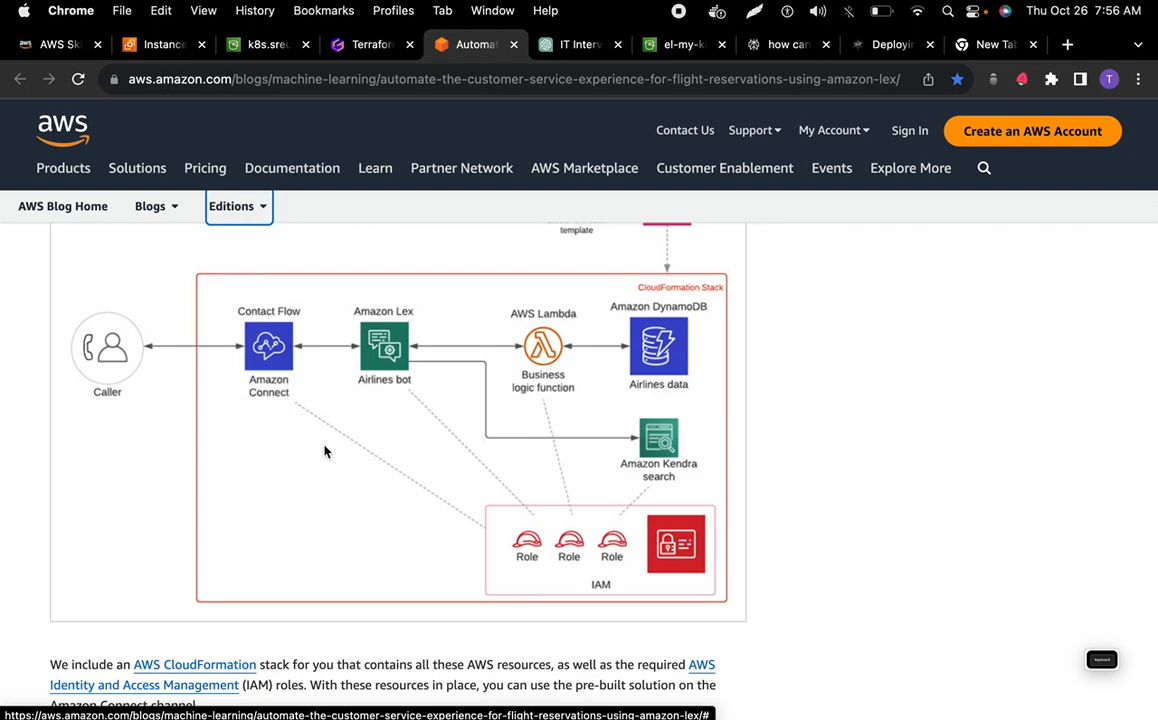 Chrome File Edit View History Bookmarks Profiles Tab Window Help Thu Oct 26 7:56 AM
AWS Sk Instance k8s.sre Terrafor Automat IT Interv el-my-k how can Deployin New Tab
aws.amazon.com/blogs/machine-learning/automate-the-customer-service-experience-for-flight-reservations-using-amazon-lex/ T
aws
Contact Us Support My Account Sign In Create an AWS Account
Products Solutions Pricing Documentation Learn Partner Network AWS Marketplace Customer Enablement Events Explore More
AWS Blog Home Blogs Editions
template
CloudFormation Stack
Contact Flow Amazon Lex AWS Lambda Amazon DynamoDB
Caller
Amazon
Connect
Airlines bot
Business
logic function
Airlines data
Amazon Kendra
search
Role Role Role
IAM
We include an AWS CloudFormation stack for you that contains all these AWS resources, as well as the required AWS
Identity and Access Management (IAM) roles. With these resources in place, you can use the pre-built solution on the
Amazon Connect channel
https://aws.amazon.com/blogs/machine-learning/automate-the-customer-service-experience-for-flight-reservations-using-amazon-lex/#